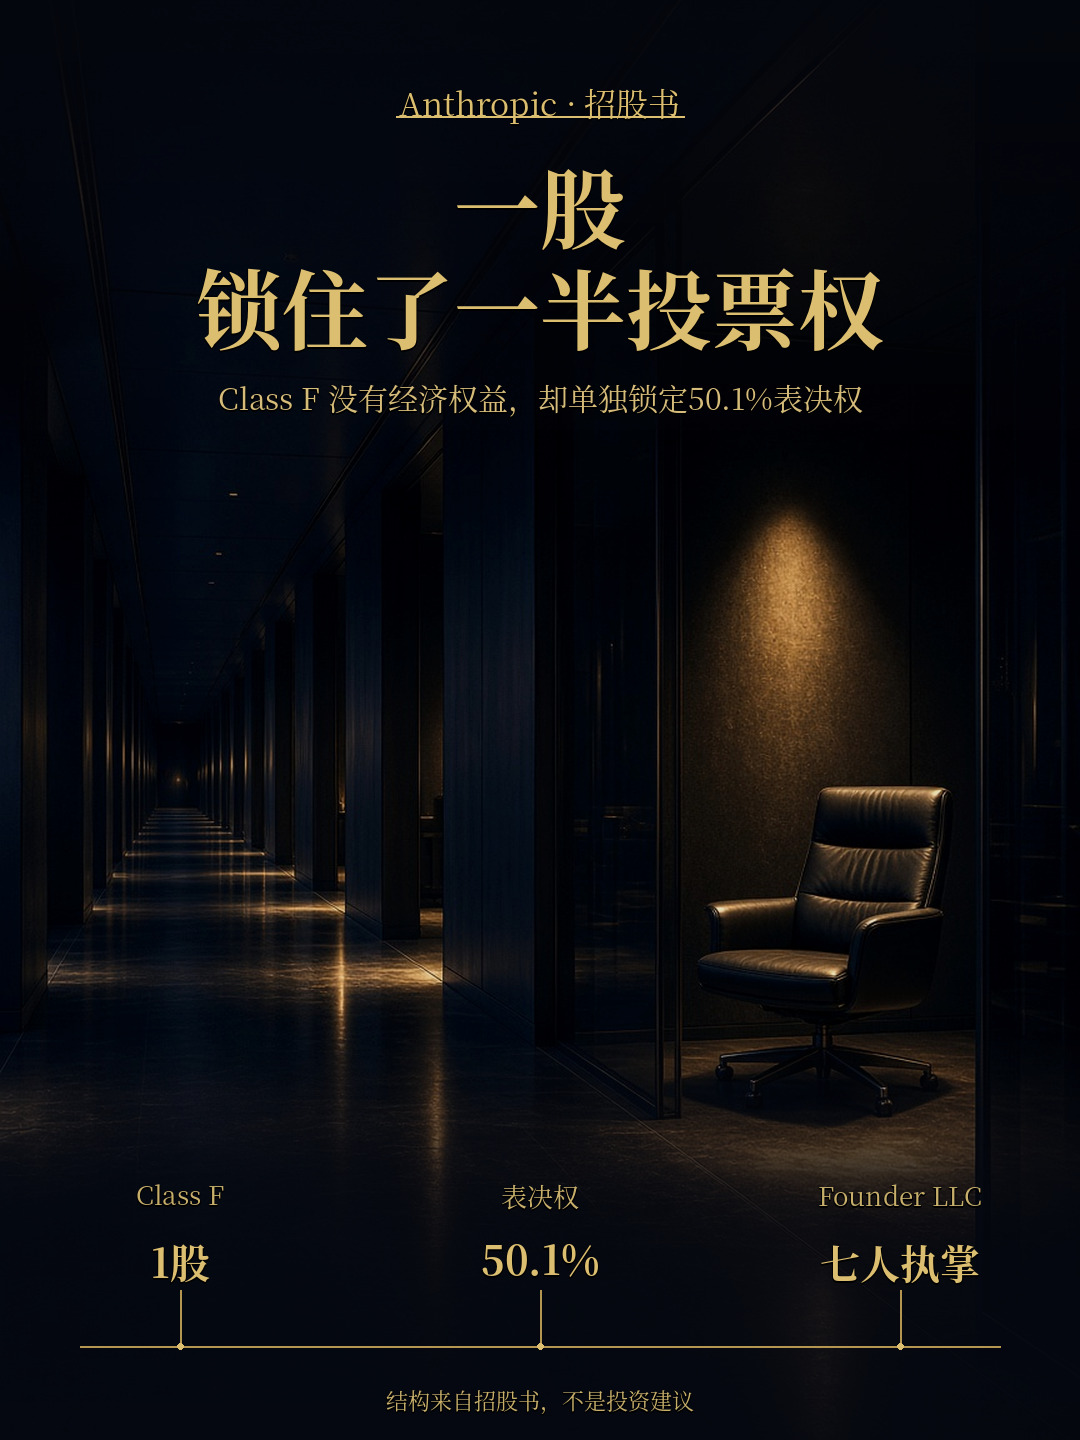 Anthropic · 招股书
一股
锁住了一半投票权
Class F 没有经济权益，却单独锁定50.1%表决权
Class F
表决权
Founder LLC
1股
50.1%
七人执掌
结构来自招股书，不是投资建议